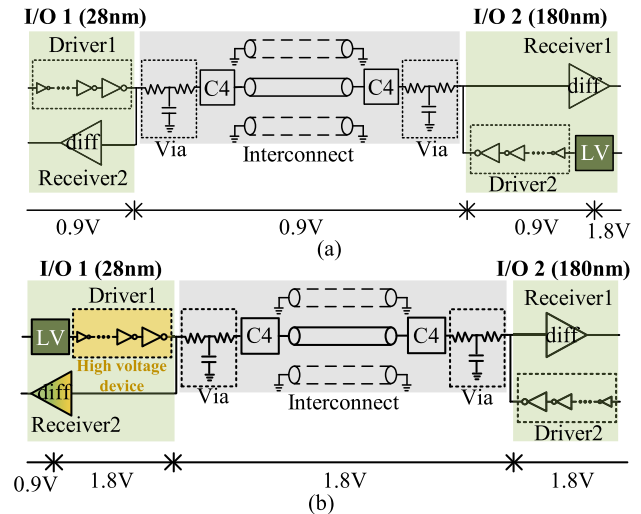 I/O 1 (28nm)
I/O 2 (180nm)
Driver1
Receiver1
C4
C4
diff
diff
LV
Receiver2
Via
Interconnect
Via
Driver2
0.9V
0.9V
0.9V
1.8V
(a)
I/O 1 (28nm)
I/O 2 (180nm)
Driver1
Receiver1
LV
C4
C4
diff
High voltage
device
diff
Receiver2
Via
Interconnect
Via
Driver2
0.9V
1.8V
1.8V
1.8V
(b)